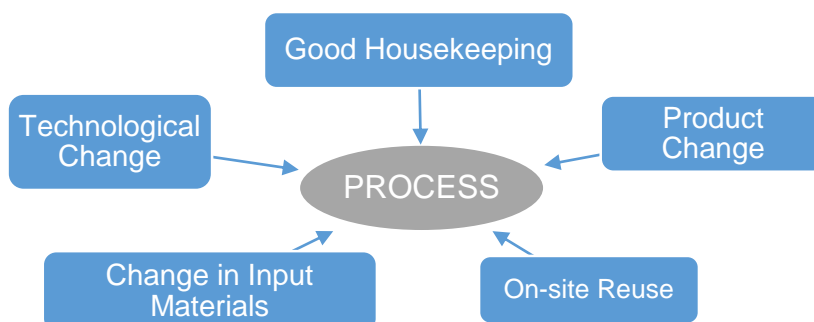 Good Housekeeping
Technological
Change
Product
Change
PROCESS
Change in Input
Materials
On-site Reuse